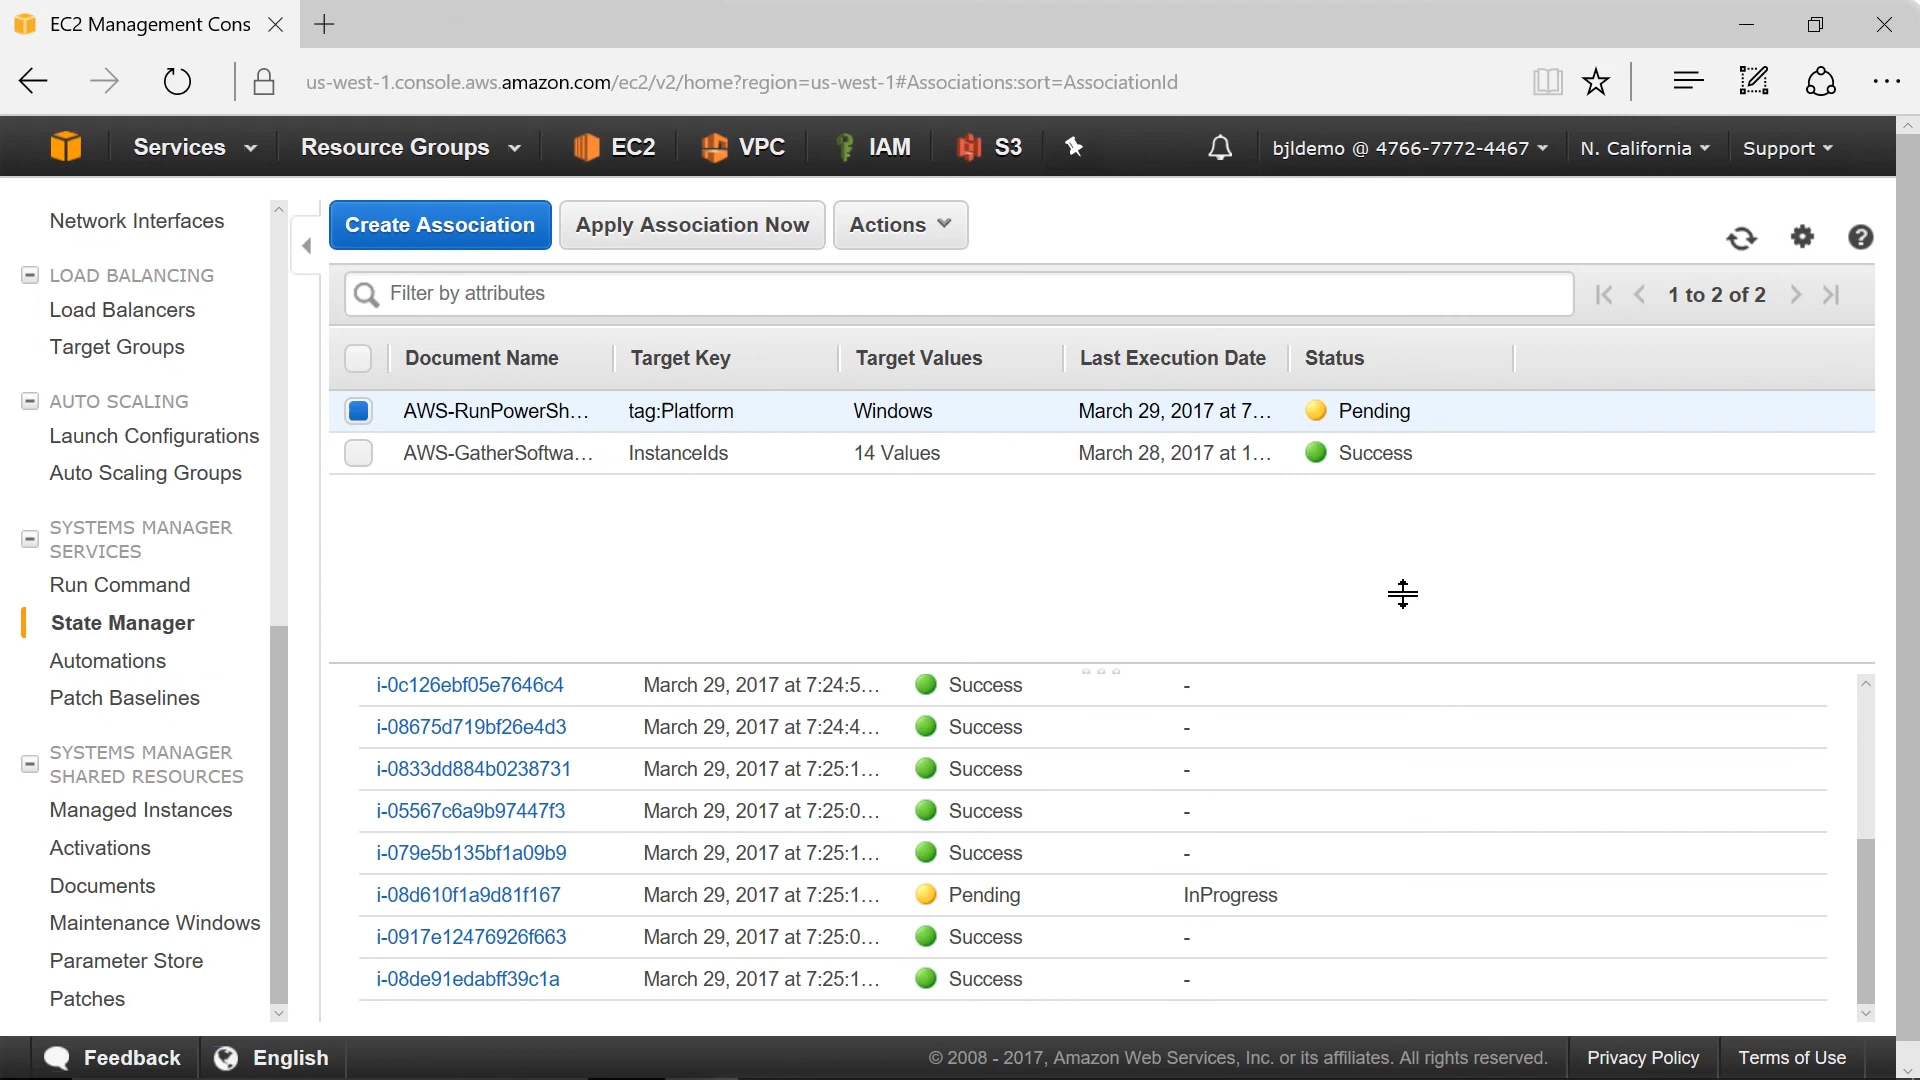 EC2 Management Cons
us-west-1.console.aws.amazon.com/ec2/v2/home?region=us-west-1#Associations:sort=AssociationId
Services Resource Groups EC2 VPC IAM S3 bjldemo @ 4766-7772-4467 N. California Support
Network Interfaces
LOAD BALANCING
Load Balancers
Target Groups
AUTO SCALING
Launch Configurations
Auto Scaling Groups
SYSTEMS MANAGER
SERVICES
Run Command
State Manager
Automations
Patch Baselines
SYSTEMS MANAGER
SHARED RESOURCES
Managed Instances
Activations
Documents
Maintenance Windows
Parameter Store
Patches
Create Association Apply Association Now Actions
Filter by attributes 1 to 2 of 2
Document Name Target Key Target Values Last Execution Date Status
AWS-RunPowerSh... tag:Platform Windows March 29, 2017 at 7... Pending
AWS-GatherSoftwa... InstanceIds 14 Values March 28, 2017 at 1... Success
i-0c126ebf05e7646c4 March 29, 2017 at 7:24:5... Success -
i-08675d719bf26e4d3 March 29, 2017 at 7:24:4... Success -
i-0833dd884b0238731 March 29, 2017 at 7:25:1... Success -
i-05567c6a9b97447f3 March 29, 2017 at 7:25:0... Success -
i-079e5b135bf1a09b9 March 29, 2017 at 7:25:1... Success -
i-08d610f1a9d81f167 March 29, 2017 at 7:25:1... Pending InProgress
i-0917e12476926f663 March 29, 2017 at 7:25:0... Success -
i-08de91edabff39c1a March 29, 2017 at 7:25:1... Success -
Feedback English © 2008 - 2017, Amazon Web Services, Inc. or its affiliates. All rights reserved. Privacy Policy Terms of Use